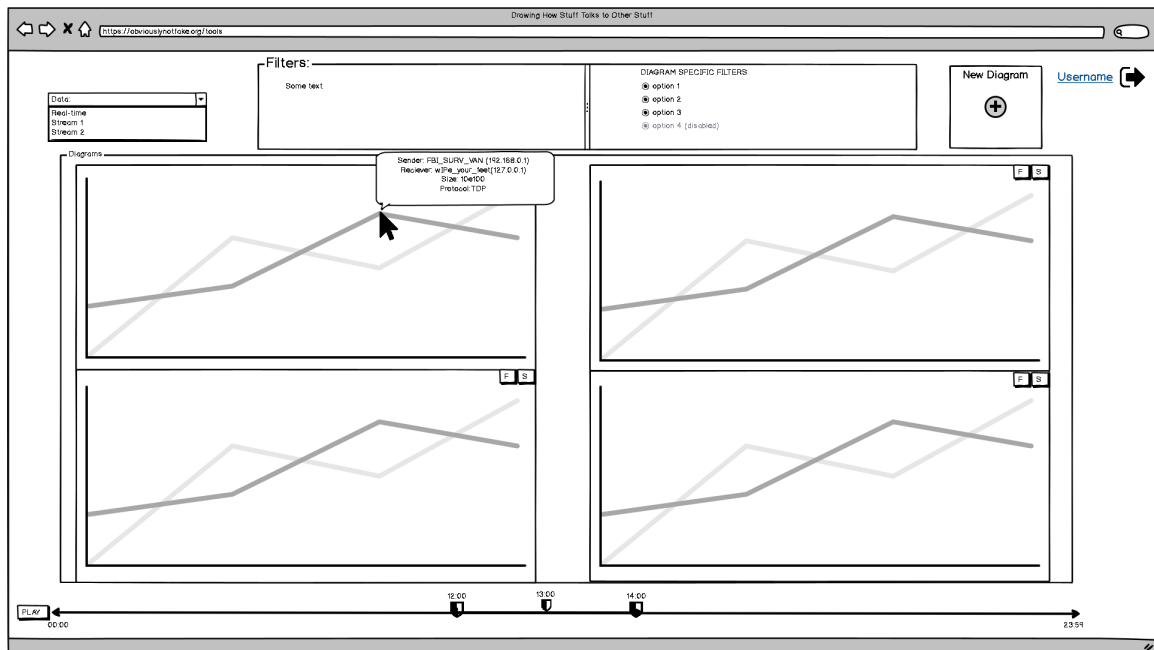 Drawing How Stuff Talks to Other Stuff
https://obviouslynotfake.org/tools
Filters:
Some text
DIAGRAM SPECIFIC FILTERS
option 1
option 2
option 3
option 4 (disabled)
New Diagram
Username
Data:
Real-time
Stream 1
Stream 2
Diagrams
Sender: FBI_SURV_VAN (192.168.0.1)
Reciever: wIPe_your_feet(127.0.0.1)
Size: 10e100
Protocol: TDP
F S
F S
F S
12:00
13:00
14:00
PLAY
00:00
23:59